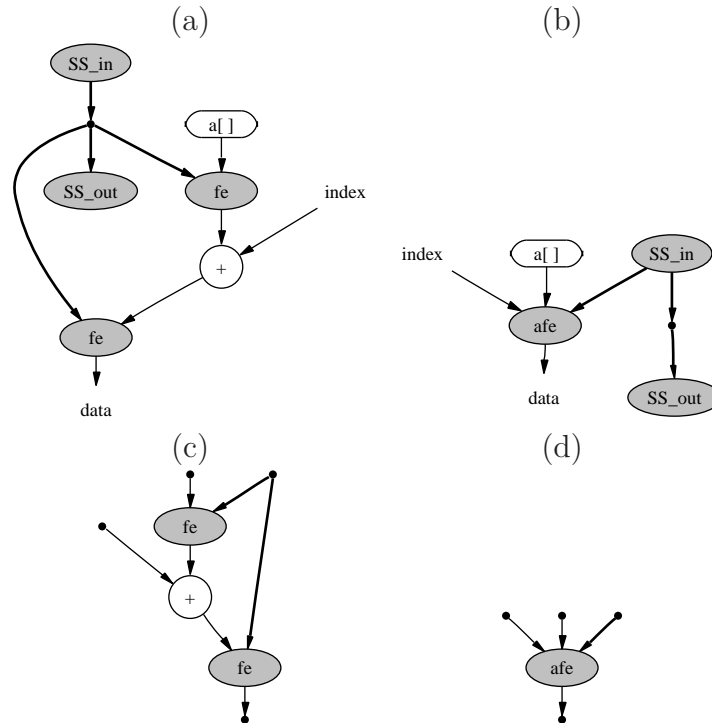 (a)
SS_in
a[ ]
SS_out
fe
index
+
fe
data
(b)
index
a[ ]
SS_in
afe
data
SS_out
(c)
fe
+
fe
(d)
afe